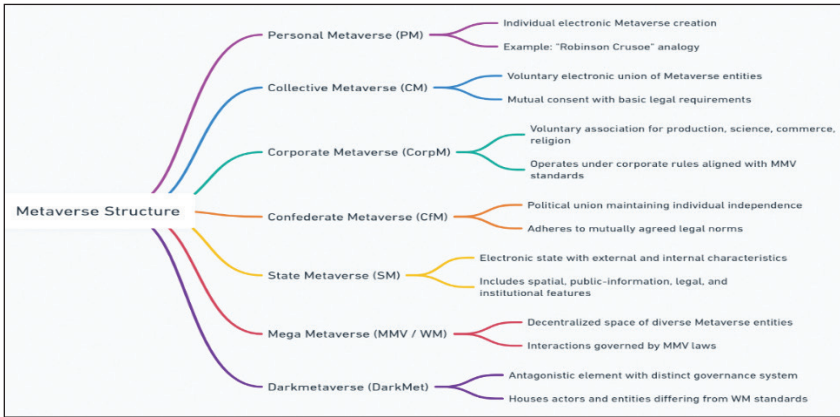 Metaverse Structure
Personal Metaverse (PM)
Individual electronic Metaverse creation
Example: "Robinson Crusoe" analogy
Collective Metaverse (CM)
Voluntary electronic union of Metaverse entities
Mutual consent with basic legal requirements
Corporate Metaverse (CorpM)
Voluntary association for production, science, commerce,
religion
Operates under corporate rules aligned with MMV
standards
Confederate Metaverse (CfM)
Political union maintaining individual independence
Adheres to mutually agreed legal norms
State Metaverse (SM)
Electronic state with external and internal characteristics
Includes spatial, public-information, legal, and
institutional features
Mega Metaverse (MMV / WM)
Decentralized space of diverse Metaverse entities
Interactions governed by MMV laws
Darkmetaverse (DarkMet)
Antagonistic element with distinct governance system
Houses actors and entities differing from WM standards